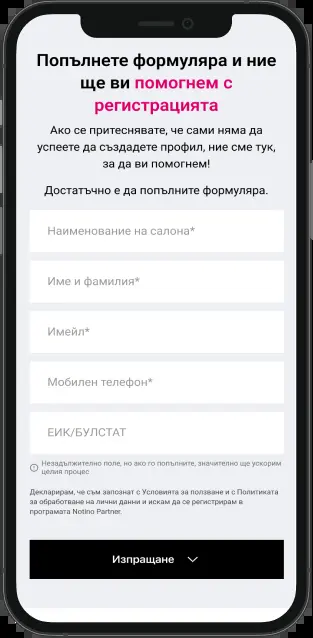 Попълнете формуляра и ние
ще ви помогнем с
регистрацията
Ако се притеснявате, че сами няма да
успеете да създадете профил, ние сме тук,
за да ви помогнем!
Достатъчно е да попълните формуляра.
Наименование на салона*
Име и фамилия*
Имейл*
Мобилен телефон*
ЕИК/БУЛСТАТ
Незадължително поле, но ако го попълните, значително ще ускорим
целия процес
Декларирам, че съм запознат с Условията за ползване и с Политиката
за обработване на лични данни и искам да се регистрирам в
програмата Notino Partner.
Изпращане